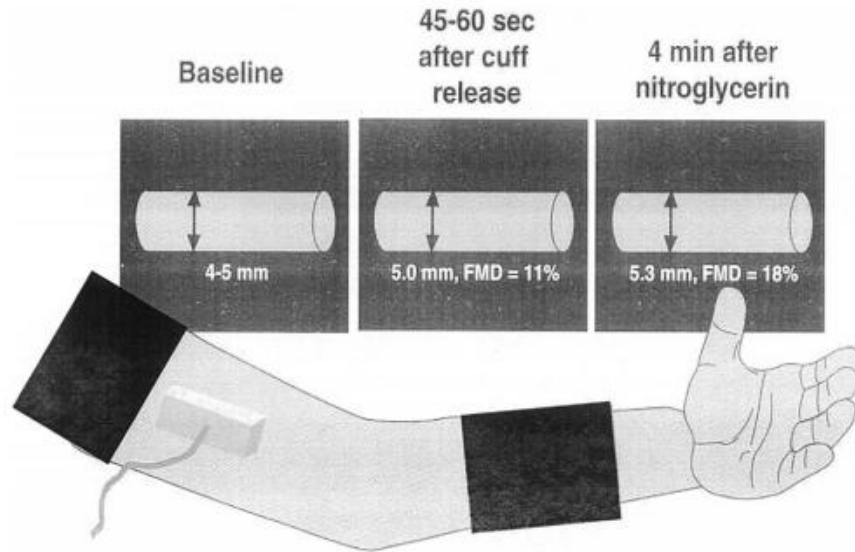 Baseline
45-60 sec
after cuff
release
4 min after
nitroglycerin
4-5 mm
5.0 mm, FMD = 11%
5.3 mm, FMD = 18%